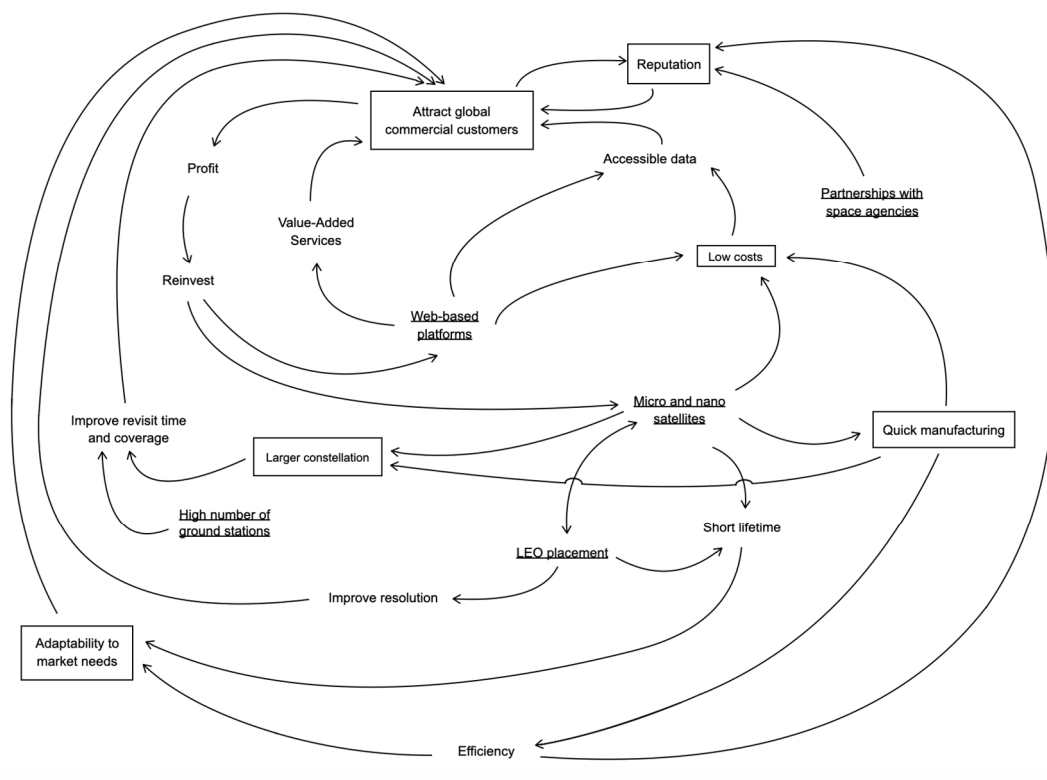 Reputation
Attract global
commercial customers
Accessible data
Profit
Partnerships with
space agencies
Value-Added
Services
Low costs
Reinvest
Web-based
platforms
Micro and nano
satellites
Improve revisit time
and coverage
Quick manufacturing
Larger constellation
High number of
ground stations
Short lifetime
LEO placement
Improve resolution
Adaptability to
market needs
Efficiency